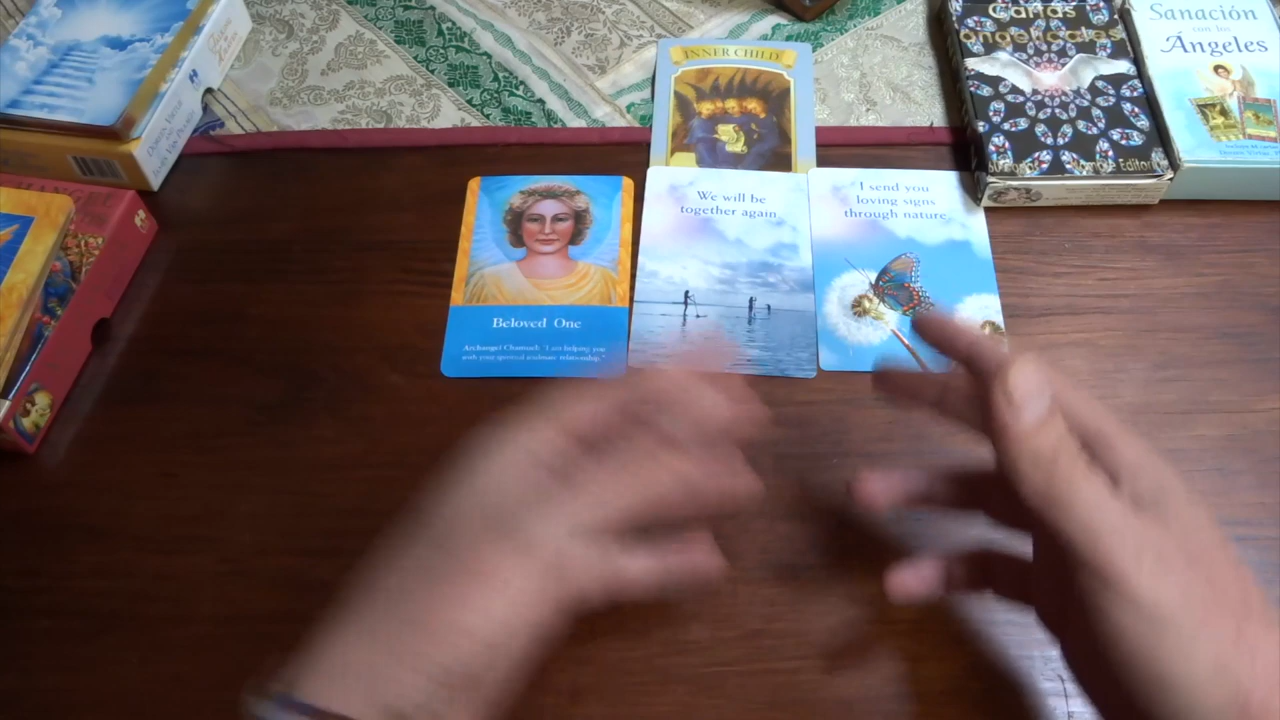 INNER CHILD
Cartas
angelicales
Sanación
con los
Ángeles
We will be
together again
I send you
loving signs
through nature
Beloved One
Archangel Chamuel: "I am helping you
with your spiritual soulmate relationship."